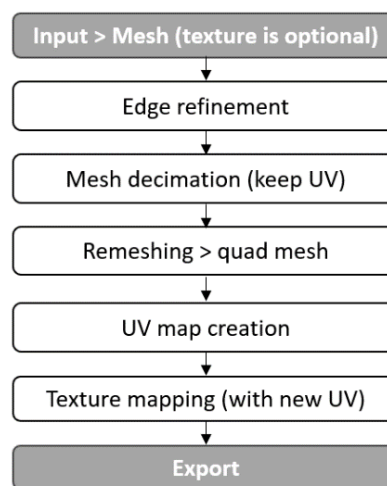 Input > Mesh (texture is optional)
Edge refinement
Mesh decimation (keep UV)
Remeshing > quad mesh
UV map creation
Texture mapping (with new UV)
Export